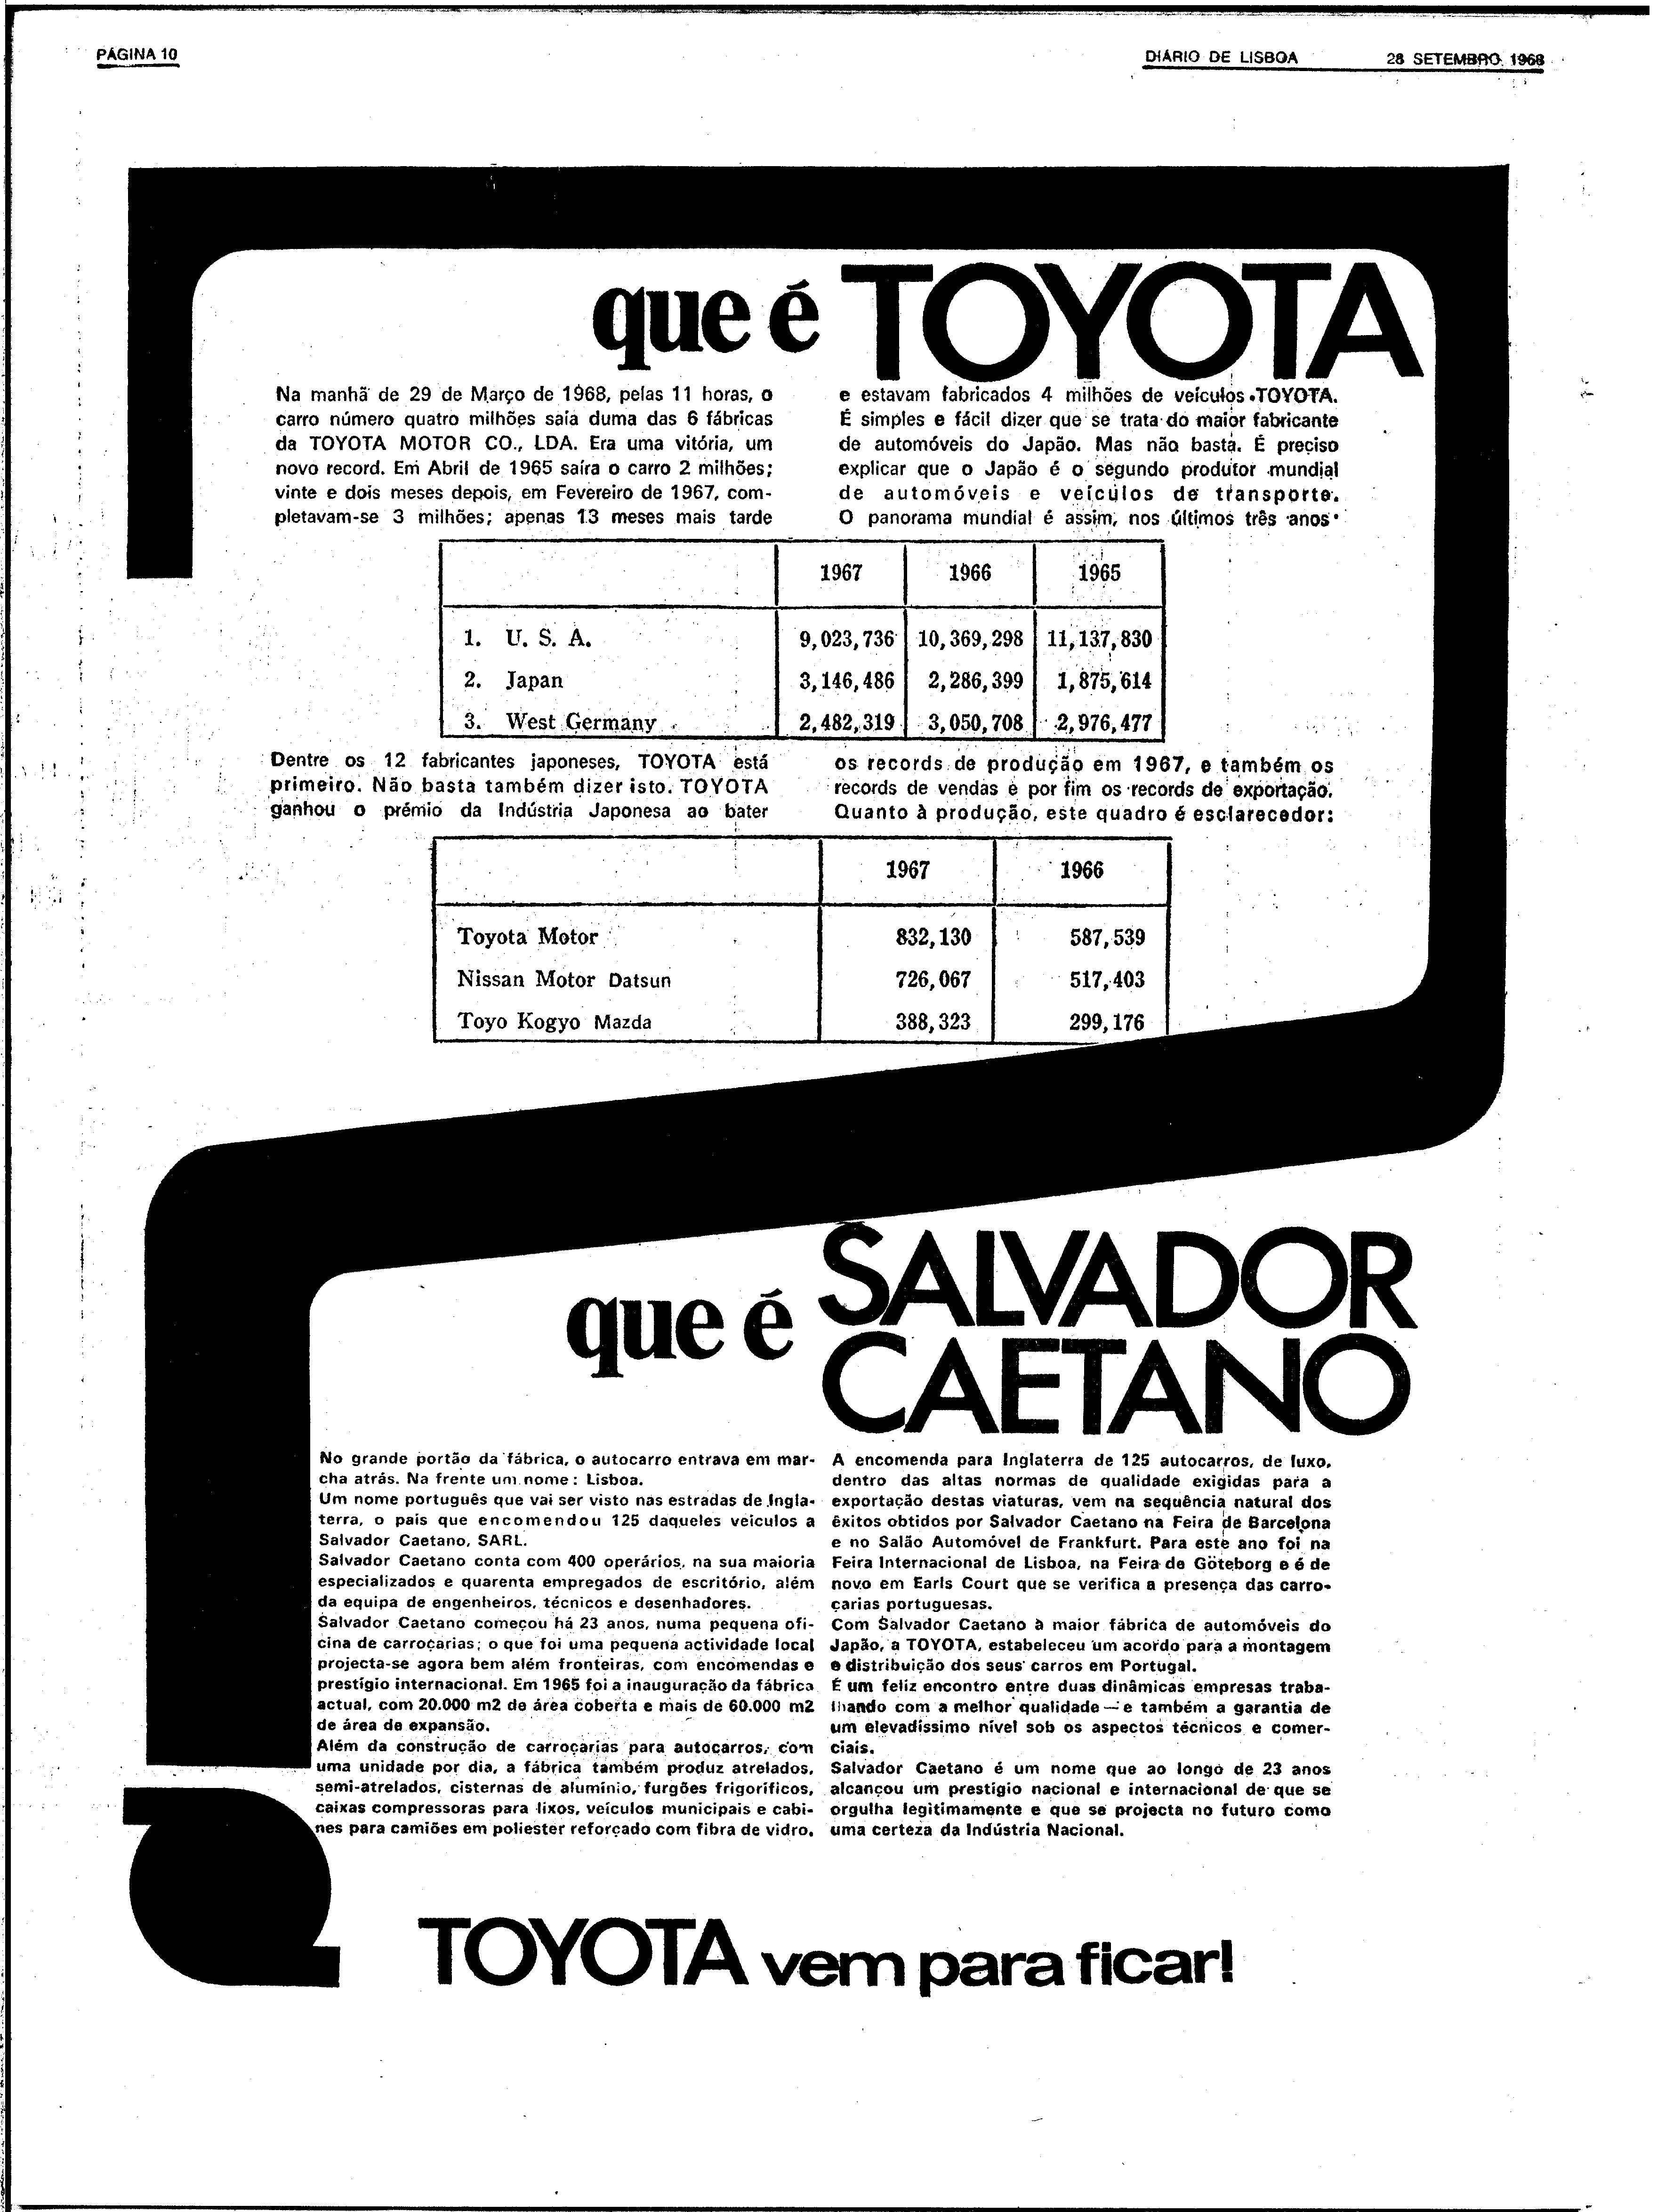 PÁGINA 10
DIÁRIO DE LISBOA 28 SETEMBRO 1968
que é TOYOTA
Na manhã de 29 de Março de 1968, pelas 11 horas, o
carro número quatro milhões saía duma das 6 fábricas
da TOYOTA MOTOR CO., LDA. Era uma vitória, um
novo record. Em Abril de 1965 saíra o carro 2 milhões;
vinte e dois meses depois, em Fevereiro de 1967, com-
pletavam-se 3 milhões; apenas 13 meses mais tarde
e estavam fabricados 4 milhões de veículos TOYOTA.
É simples e fácil dizer que se trata do maior fabricante
de automóveis do Japão. Mas não basta. É preciso
explicar que o Japão é o segundo produtor mundial
de automóveis e veículos de transporte.
O panorama mundial é assim, nos últimos três anos
1967 1966 1965
1. U. S. A. 9,023,736 10,369,298 11,137,830
2. Japan 3,146,486 2,286,399 1,875,614
3. West Germany 2,482,319 3,050,708 2,976,477
Dentre os 12 fabricantes japoneses, TOYOTA está
primeiro. Não basta também dizer isto. TOYOTA
ganhou o prémio da Indústria Japonesa ao bater
os records de produção em 1967, e também os
records de vendas e por fim os records de exportação.
Quanto à produção, este quadro é esclarecedor:
1967 1966
Toyota Motor 832,130 587,539
Nissan Motor Datsun 726,067 517,403
Toyo Kogyo Mazda 388,323 299,176
que é SALVADOR
CAETANO
No grande portão da fábrica, o autocarro entrava em mar-
cha atrás. Na frente um nome: Lisboa.
Um nome português que vai ser visto nas estradas de Ingla-
terra, o país que encomendou 125 daqueles veículos a
Salvador Caetano, SARL.
Salvador Caetano conta com 400 operários, na sua maioria
especializados e quarenta empregados de escritório, além
da equipa de engenheiros, técnicos e desenhadores.
Salvador Caetano começou há 23 anos, numa pequena ofi-
cina de carroçarias; o que foi uma pequena actividade local
projecta-se agora bem além fronteiras, com encomendas e
prestígio internacional. Em 1965 foi a inauguração da fábrica
actual, com 20.000 m2 de área coberta e mais de 60.000 m2
de área de expansão.
Além da construção de carroçarias para autocarros, com
uma unidade por dia, a fábrica também produz atrelados,
semi-atrelados, cisternas de alumínio, furgões frigoríficos,
caixas compressoras para lixos, veículos municipais e cabi-
nes para camiões em poliester reforçado com fibra de vidro.
A encomenda para Inglaterra de 125 autocarros, de luxo,
dentro das altas normas de qualidade exigidas para a
exportação destas viaturas, vem na sequência natural dos
êxitos obtidos por Salvador Caetano na Feira de Barcelona
e no Salão Automóvel de Frankfurt. Para este ano foi na
Feira Internacional de Lisboa, na Feira de Göteborg e é de
novo em Earls Court que se verifica a presença das carro-
çarias portuguesas.
Com Salvador Caetano a maior fábrica de automóveis do
Japão, a TOYOTA, estabeleceu um acordo para a montagem
e distribuição dos seus carros em Portugal.
É um feliz encontro entre duas dinâmicas empresas traba-
lhando com a melhor qualidade — e também a garantia de
um elevadíssimo nível sob os aspectos técnicos e comer-
ciais.
Salvador Caetano é um nome que ao longo de 23 anos
alcançou um prestígio nacional e internacional de que se
orgulha legitimamente e que se projecta no futuro como
uma certeza da Indústria Nacional.
TOYOTA vem para ficar!